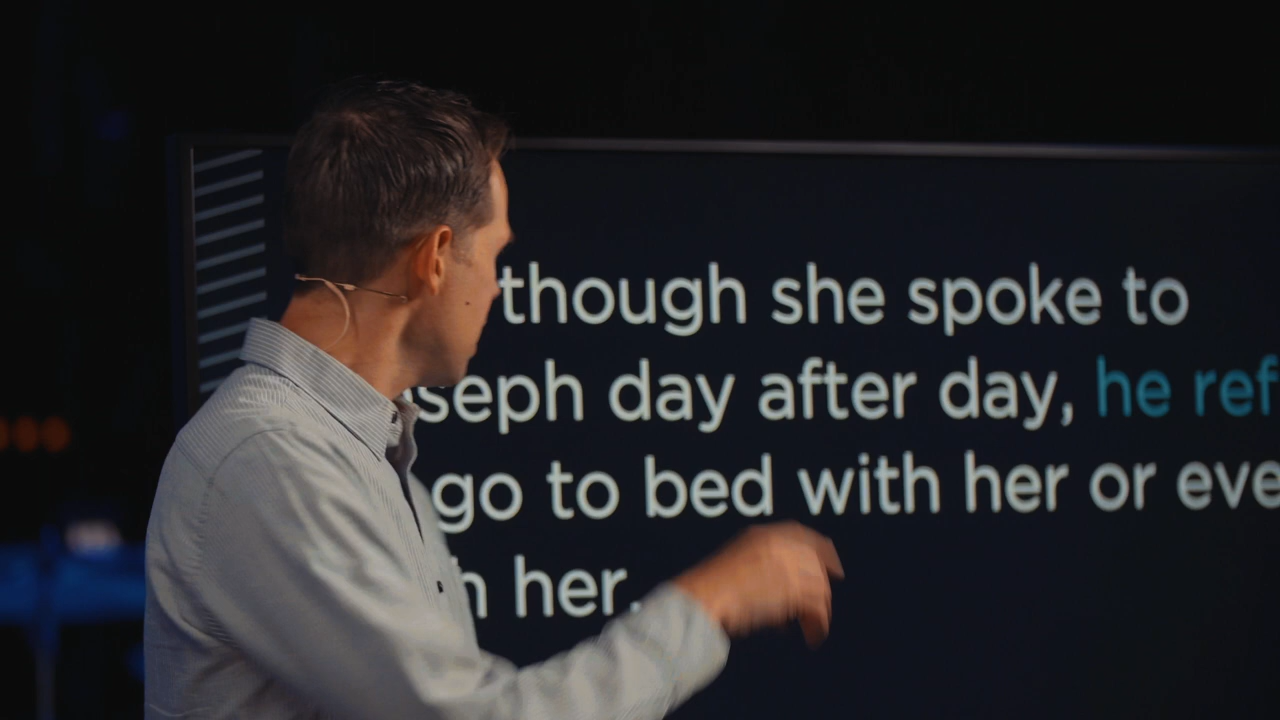 though she spoke to
seph day after day, he ref
go to bed with her or eve
h her.